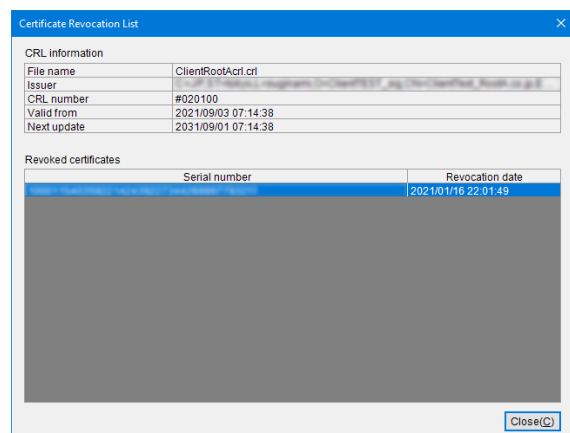 Certificate Revocation List
CRL information
File name ClientRootAcrl.crl
Issuer
CRL number #020100
Valid from 2021/09/03 07:14:38
Next update 2031/09/01 07:14:38
Revoked certificates
Serial number Revocation date
2021/01/16 22:01:49
Close(C)